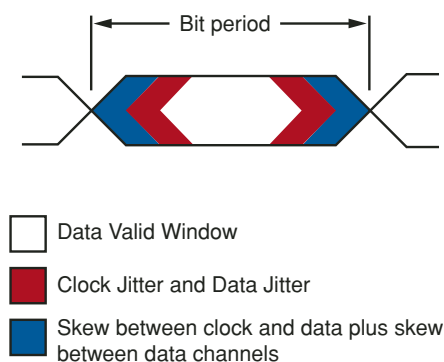 Bit period
Data Valid Window
Clock Jitter and Data Jitter
Skew between clock and data plus skew
between data channels